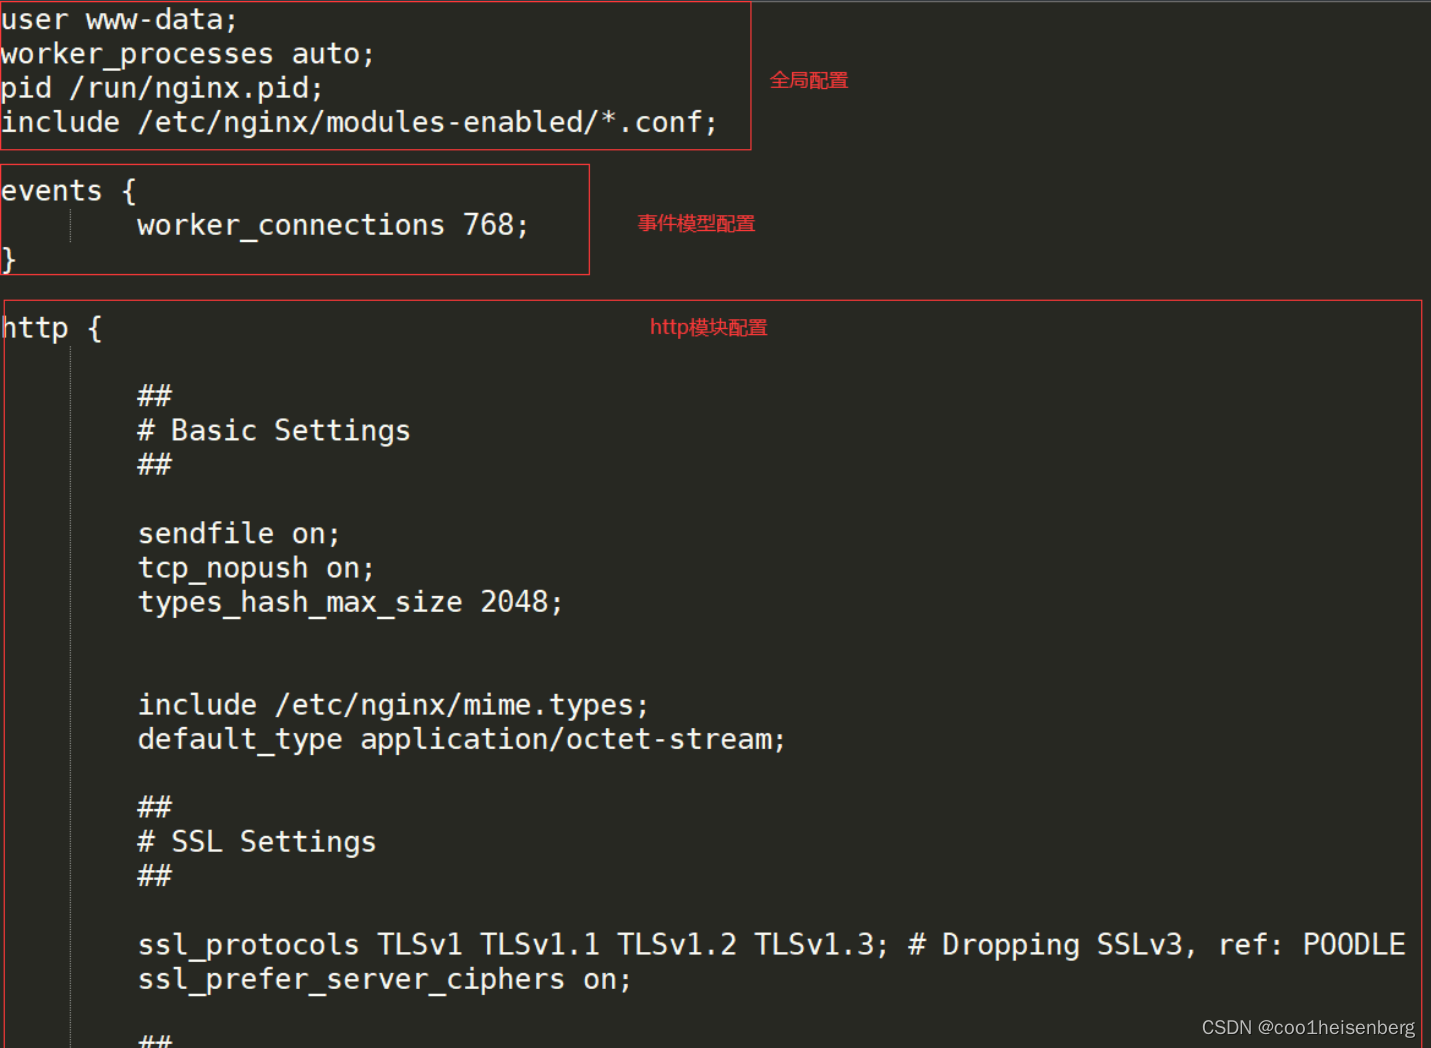 user www-data;
worker_processes auto;
pid /run/nginx.pid;
include /etc/nginx/modules-enabled/*.conf;
全局配置
events {
worker_connections 768;
}
事件模型配置
http {
http模块配置
##
# Basic Settings
##
sendfile on;
tcp_nopush on;
types_hash_max_size 2048;
include /etc/nginx/mime.types;
default_type application/octet-stream;
##
# SSL Settings
##
ssl_protocols TLSv1 TLSv1.1 TLSv1.2 TLSv1.3; # Dropping SSLv3, ref: POODLE
ssl_prefer_server_ciphers on;
##
CSDN @coo1heisenberg